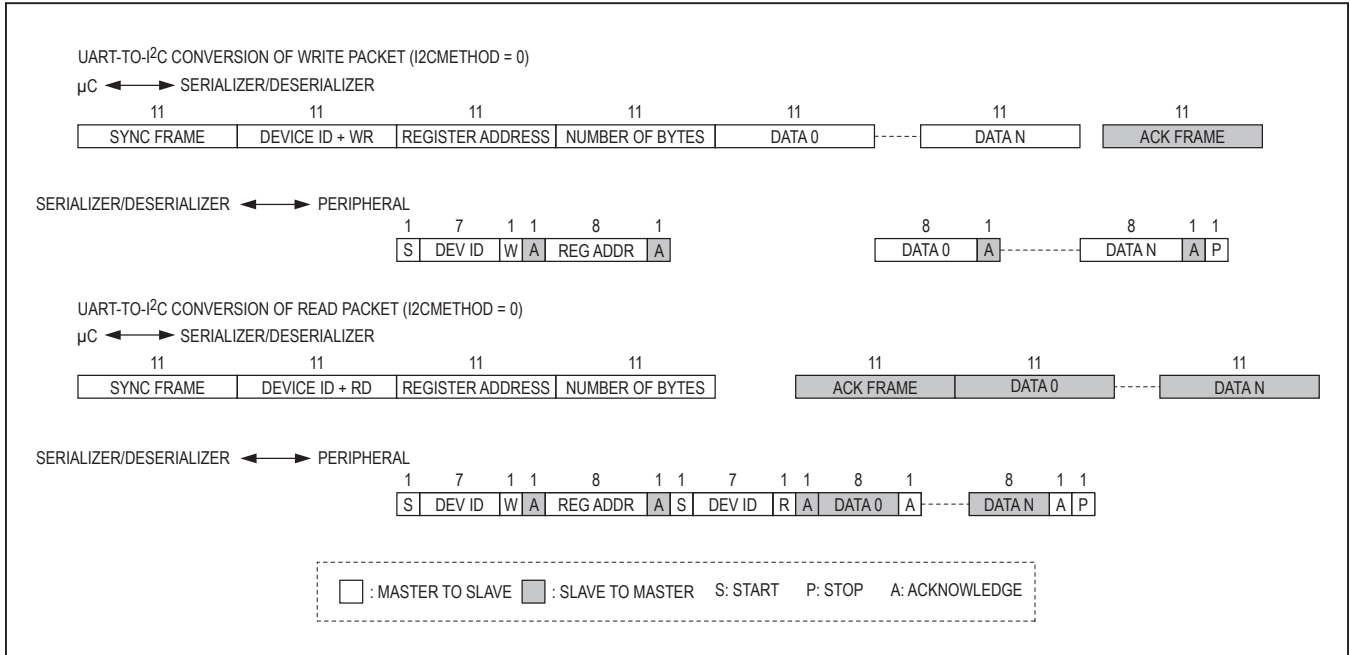 UART-TO-I2C CONVERSION OF WRITE PACKET (I2CMETHOD = 0)
µC SERIALIZER/DESERIALIZER
11 11 11 11 11 11 11
SYNC FRAME DEVICE ID + WR REGISTER ADDRESS NUMBER OF BYTES DATA 0 DATA N ACK FRAME
SERIALIZER/DESERIALIZER PERIPHERAL
1 7 1 1 8 1 8 1 8 1 1
S DEV ID W A REG ADDR A DATA 0 A DATA N A P
UART-TO-I2C CONVERSION OF READ PACKET (I2CMETHOD = 0)
µC SERIALIZER/DESERIALIZER
11 11 11 11 11 11 11
SYNC FRAME DEVICE ID + RD REGISTER ADDRESS NUMBER OF BYTES ACK FRAME DATA 0 DATA N
SERIALIZER/DESERIALIZER PERIPHERAL
1 7 1 1 8 1 1 7 1 1 8 1 8 1 1
S DEV ID W A REG ADDR A S DEV ID R A DATA 0 A DATA N A P
: MASTER TO SLAVE : SLAVE TO MASTER S: START P: STOP A: ACKNOWLEDGE